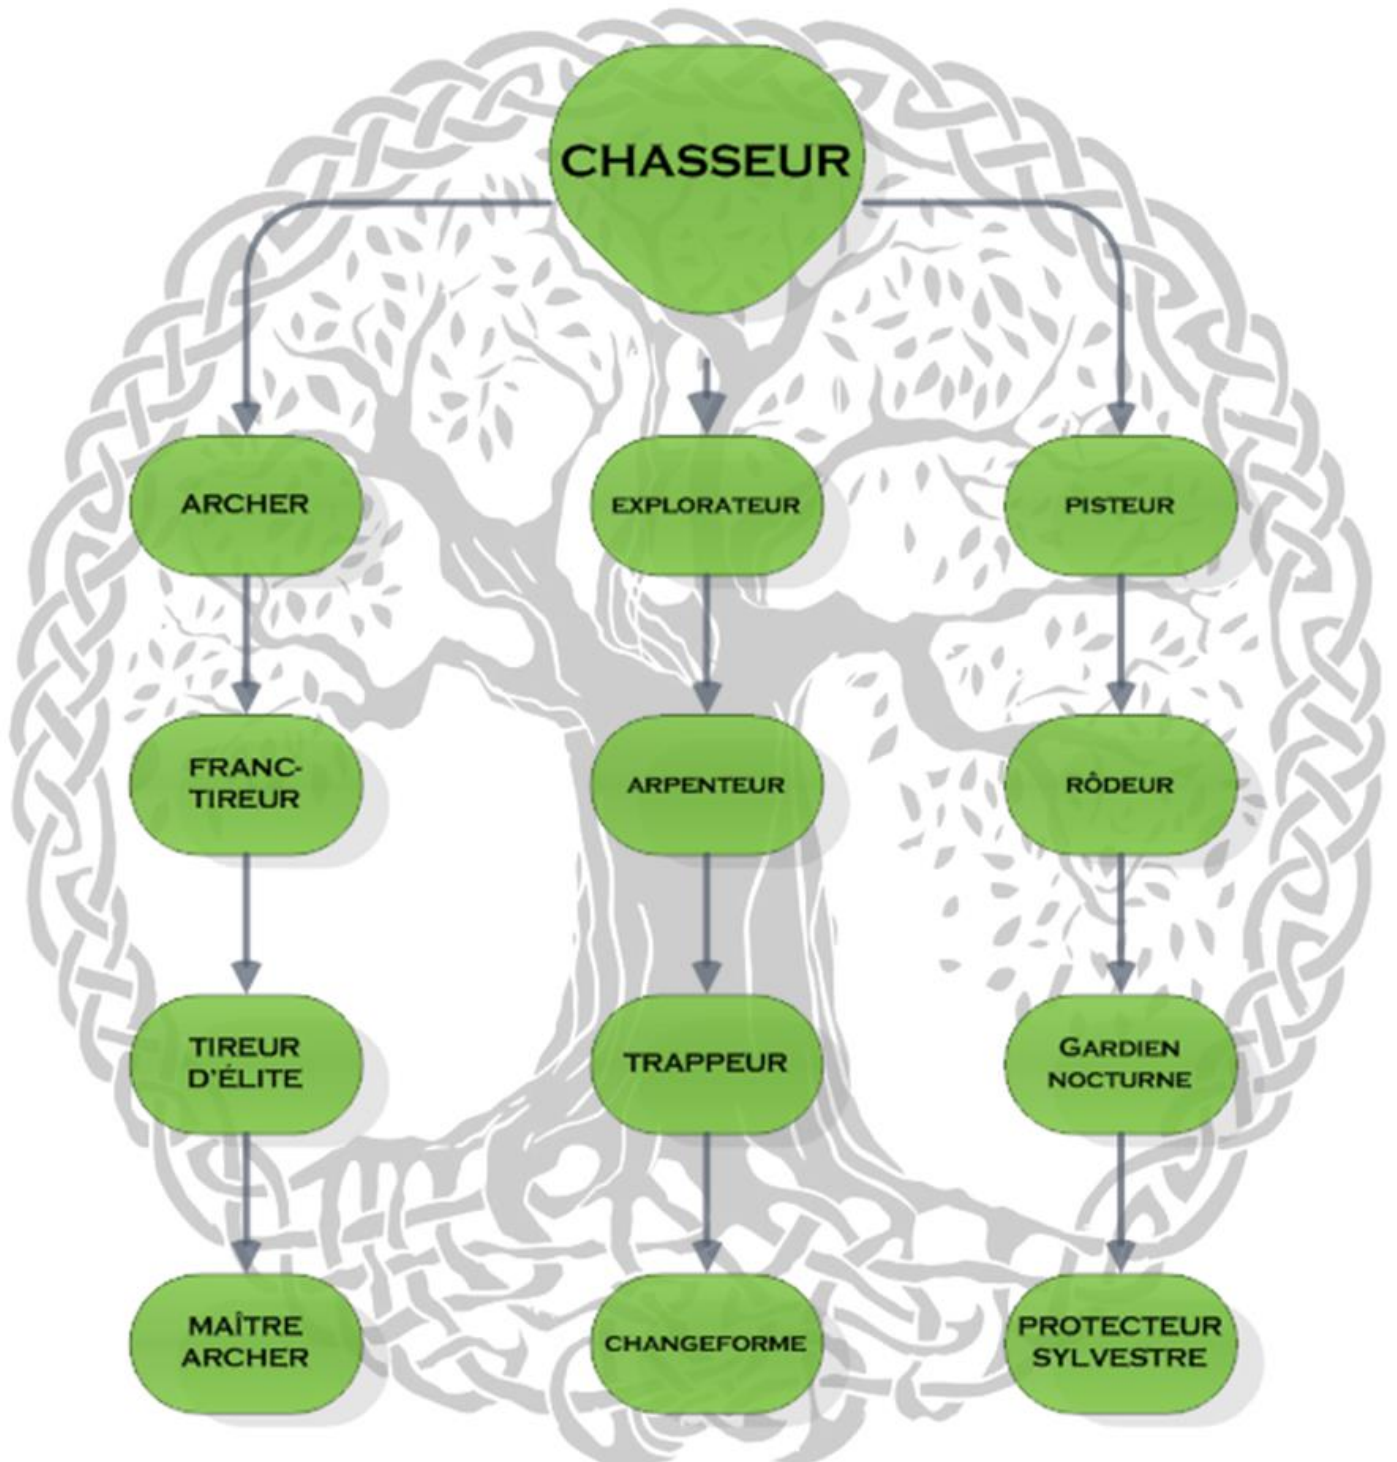 CHASSEUR
ARCHER
EXPLORATEUR
PISTEUR
FRANC-
TIREUR
ARPENTEUR
RÔDEUR
TIREUR
D'ÉLITE
TRAPPEUR
GARDIEN
NOCTURNE
MAÎTRE
ARCHER
CHANGEFORME
PROTECTEUR
SYLVESTRE